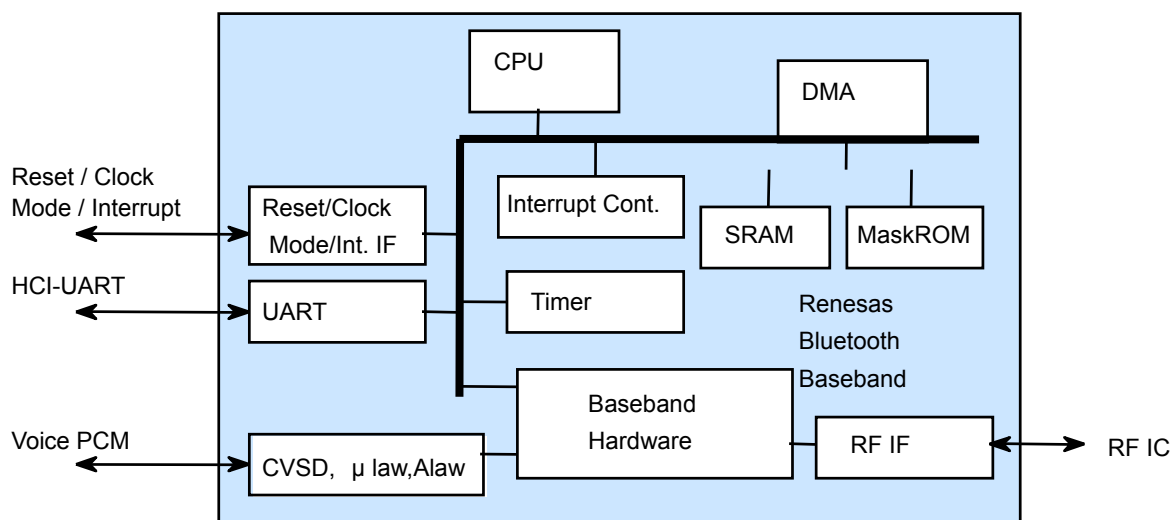 CPU
DMA
Reset / Clock
Mode / Interrupt
Reset/Clock
Mode/Int. IF
Interrupt Cont.
SRAM
MaskROM
HCI-UART
UART
Timer
Renesas
Bluetooth
Baseband
Baseband
Hardware
Voice PCM
CVSD, μ law,Alaw
RF IF
RF IC